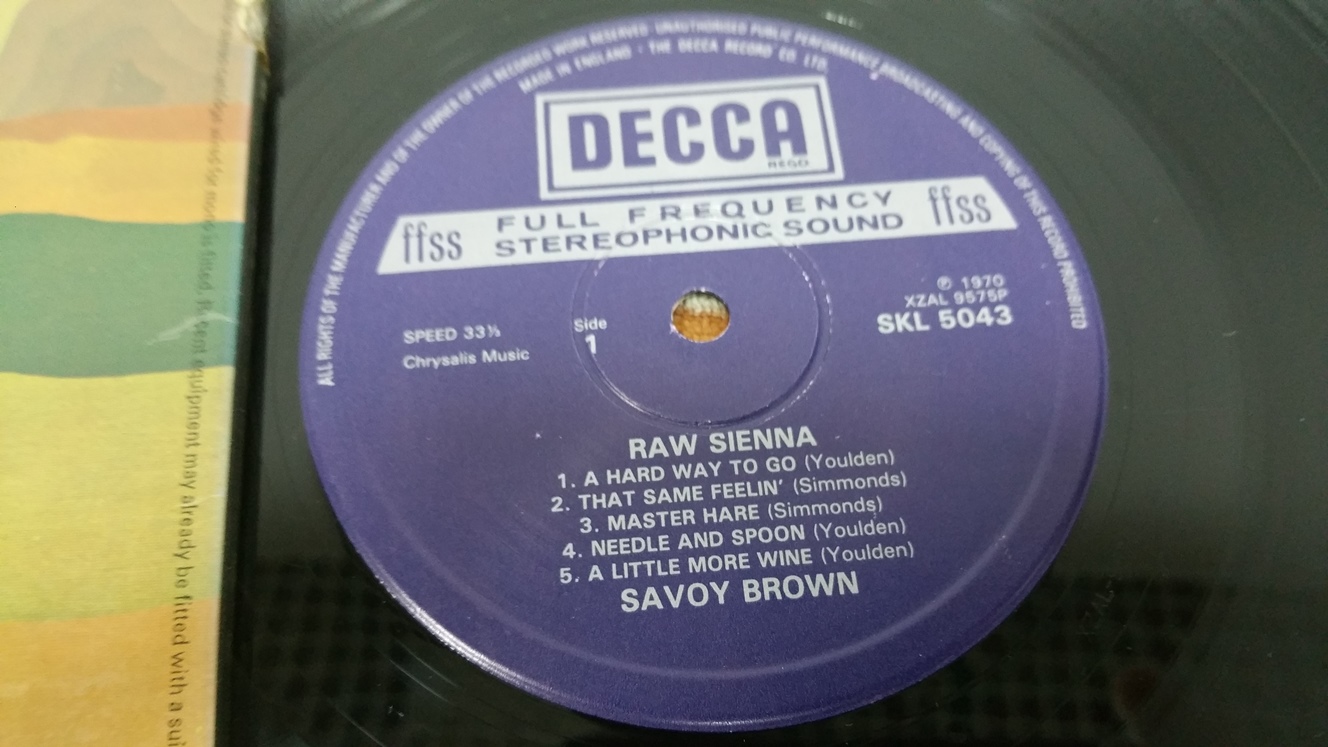 ALL RIGHTS OF THE MANUFACTURER AND OF THE OWNER OF THE RECORDED WORK RESERVED · UNAUTHORISED PUBLIC PERFORMANCE BROADCASTING AND COPYING OF THIS RECORD PROHIBITED
MADE IN ENGLAND · THE DECCA RECORD CO. LTD.
DECCA
REGD
ffss
FULL FREQUENCY
STEREOPHONIC SOUND
ffss
SPEED 33⅓
Chrysalis Music
Side
1
℗ 1970
XZAL 9575P
SKL 5043
RAW SIENNA
1. A HARD WAY TO GO (Youlden)
2. THAT SAME FEELIN' (Simmonds)
3. MASTER HARE (Simmonds)
4. NEEDLE AND SPOON (Youlden)
5. A LITTLE MORE WINE (Youlden)
SAVOY BROWN
equipment may already be fitted with a sui